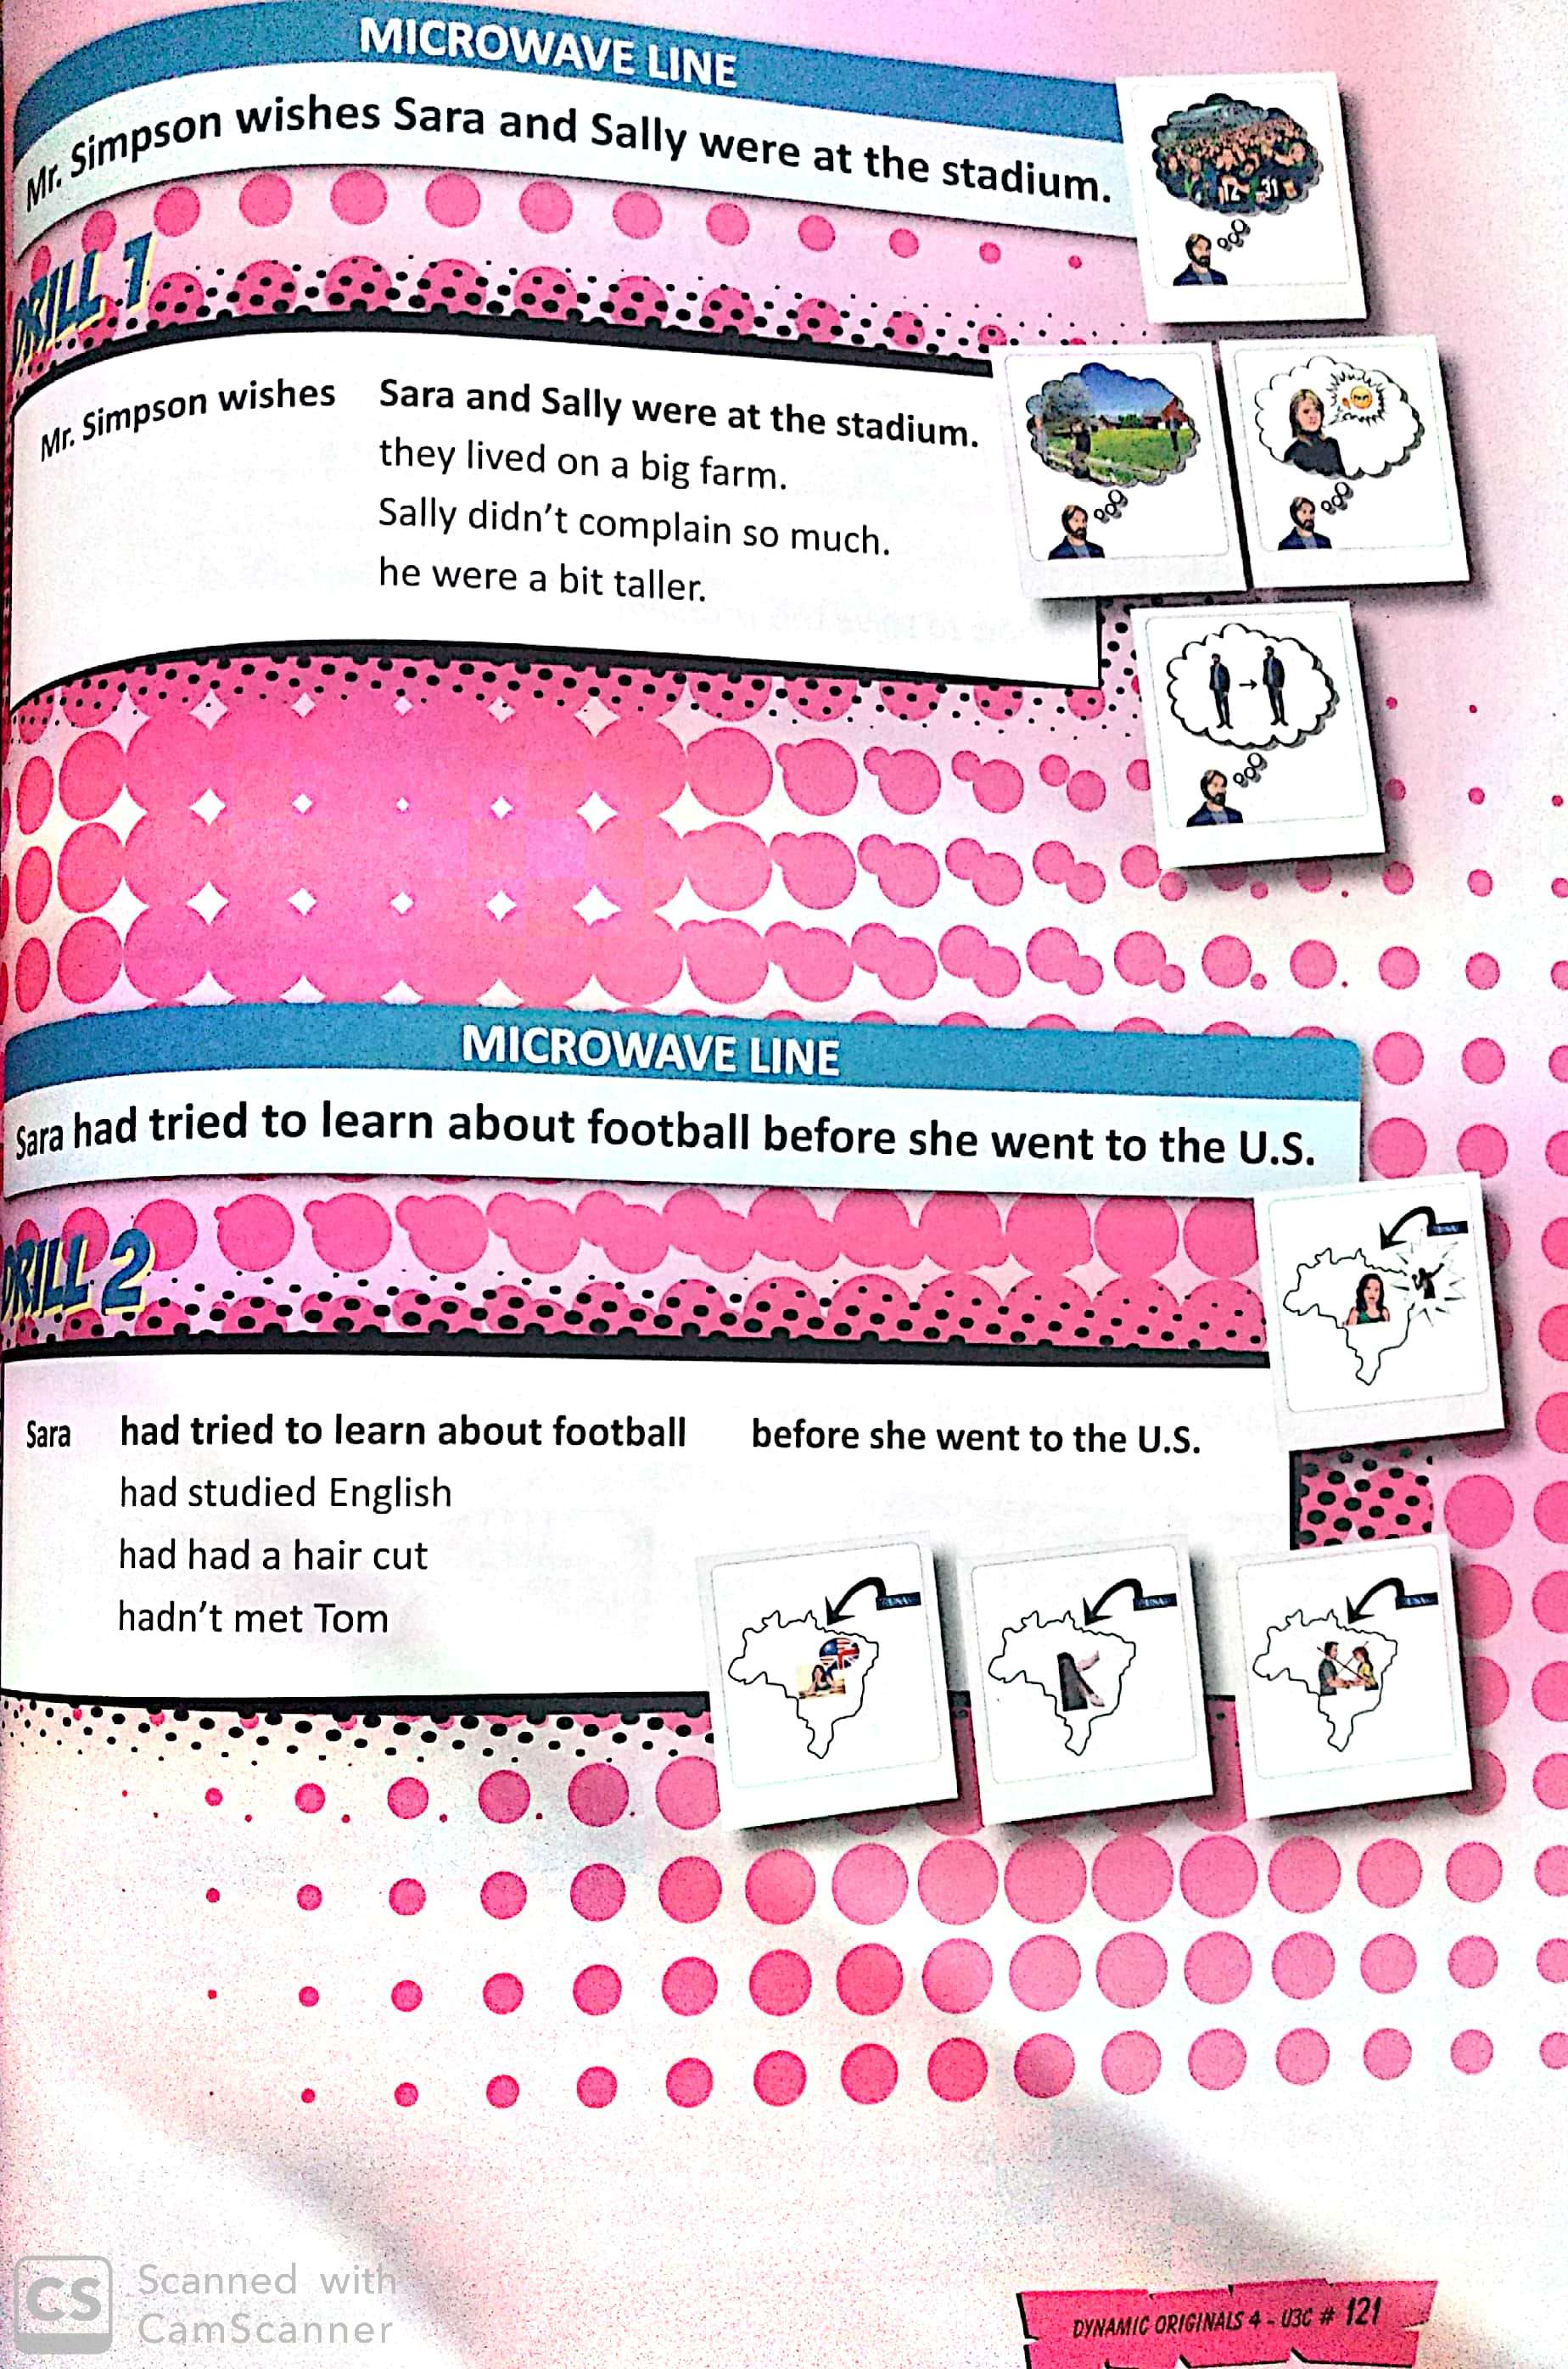 MICROWAVE LINE
Mr. Simpson wishes Sara and Sally were at the stadium.
12 31
DRILL 1
Mr. Simpson wishes Sara and Sally were at the stadium.
they lived on a big farm.
Sally didn't complain so much.
he were a bit taller.
MICROWAVE LINE
Sara had tried to learn about football before she went to the U.S.
DRILL 2
Sara had tried to learn about football before she went to the U.S.
had studied English
had had a hair cut
hadn't met Tom
CS Scanned with
CamScanner
DYNAMIC ORIGINALS 4 - U3C # 121